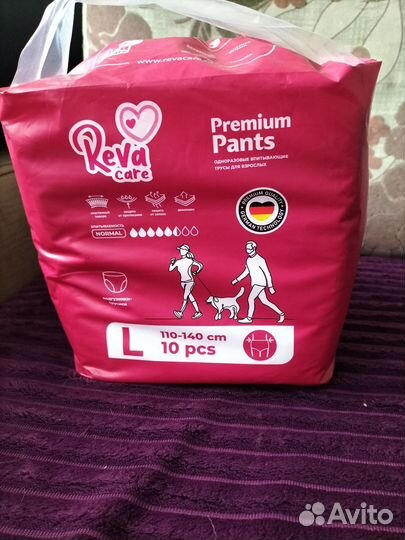 www.revacare.
Reva
care
Premium
Pants
ОДНОРАЗОВЫЕ ВПИТЫВАЮЩИЕ
ТРУСЫ ДЛЯ ВЗРОСЛЫХ
ВПИТЫВАЕМОСТЬ
NORMAL
PREMIUM QUALITY
GERMAN TECHNOLOGY
L
110-140 cm
10 pcs
Avito